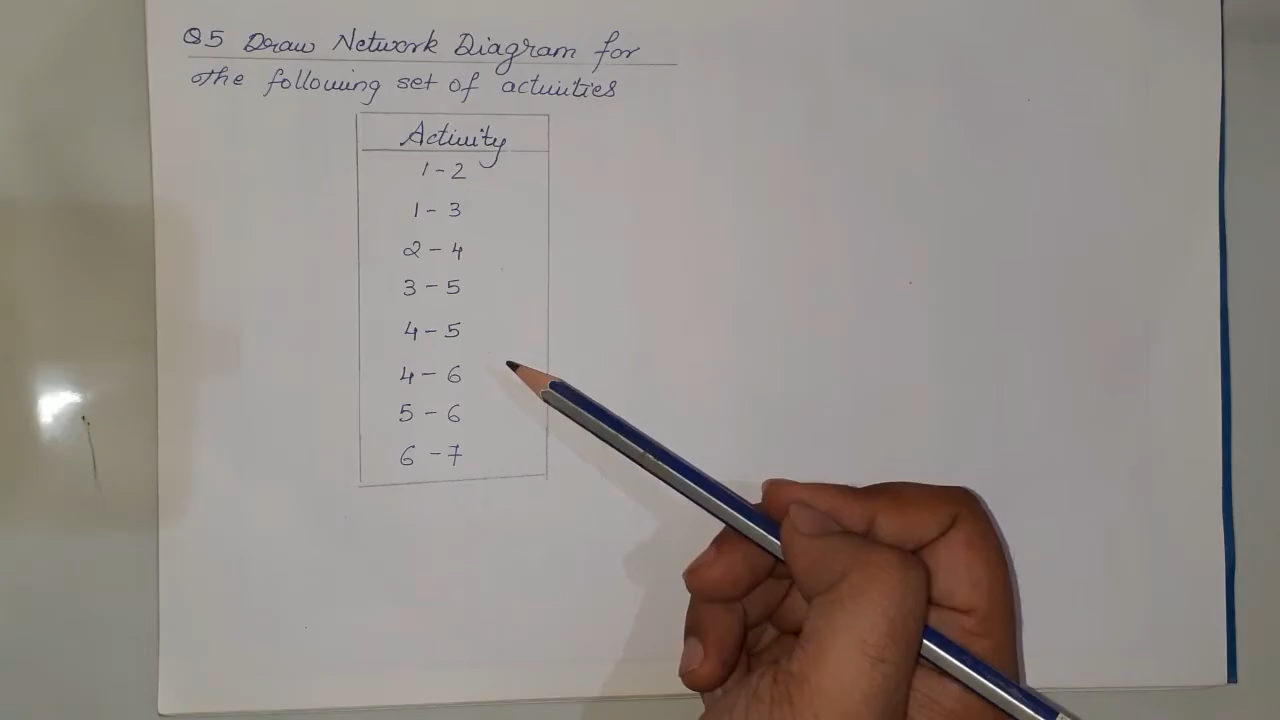 Q5 Draw Network Diagram for
the following set of activities
Activity
1 - 2
1 - 3
2 - 4
3 - 5
4 - 5
4 - 6
5 - 6
6 - 7